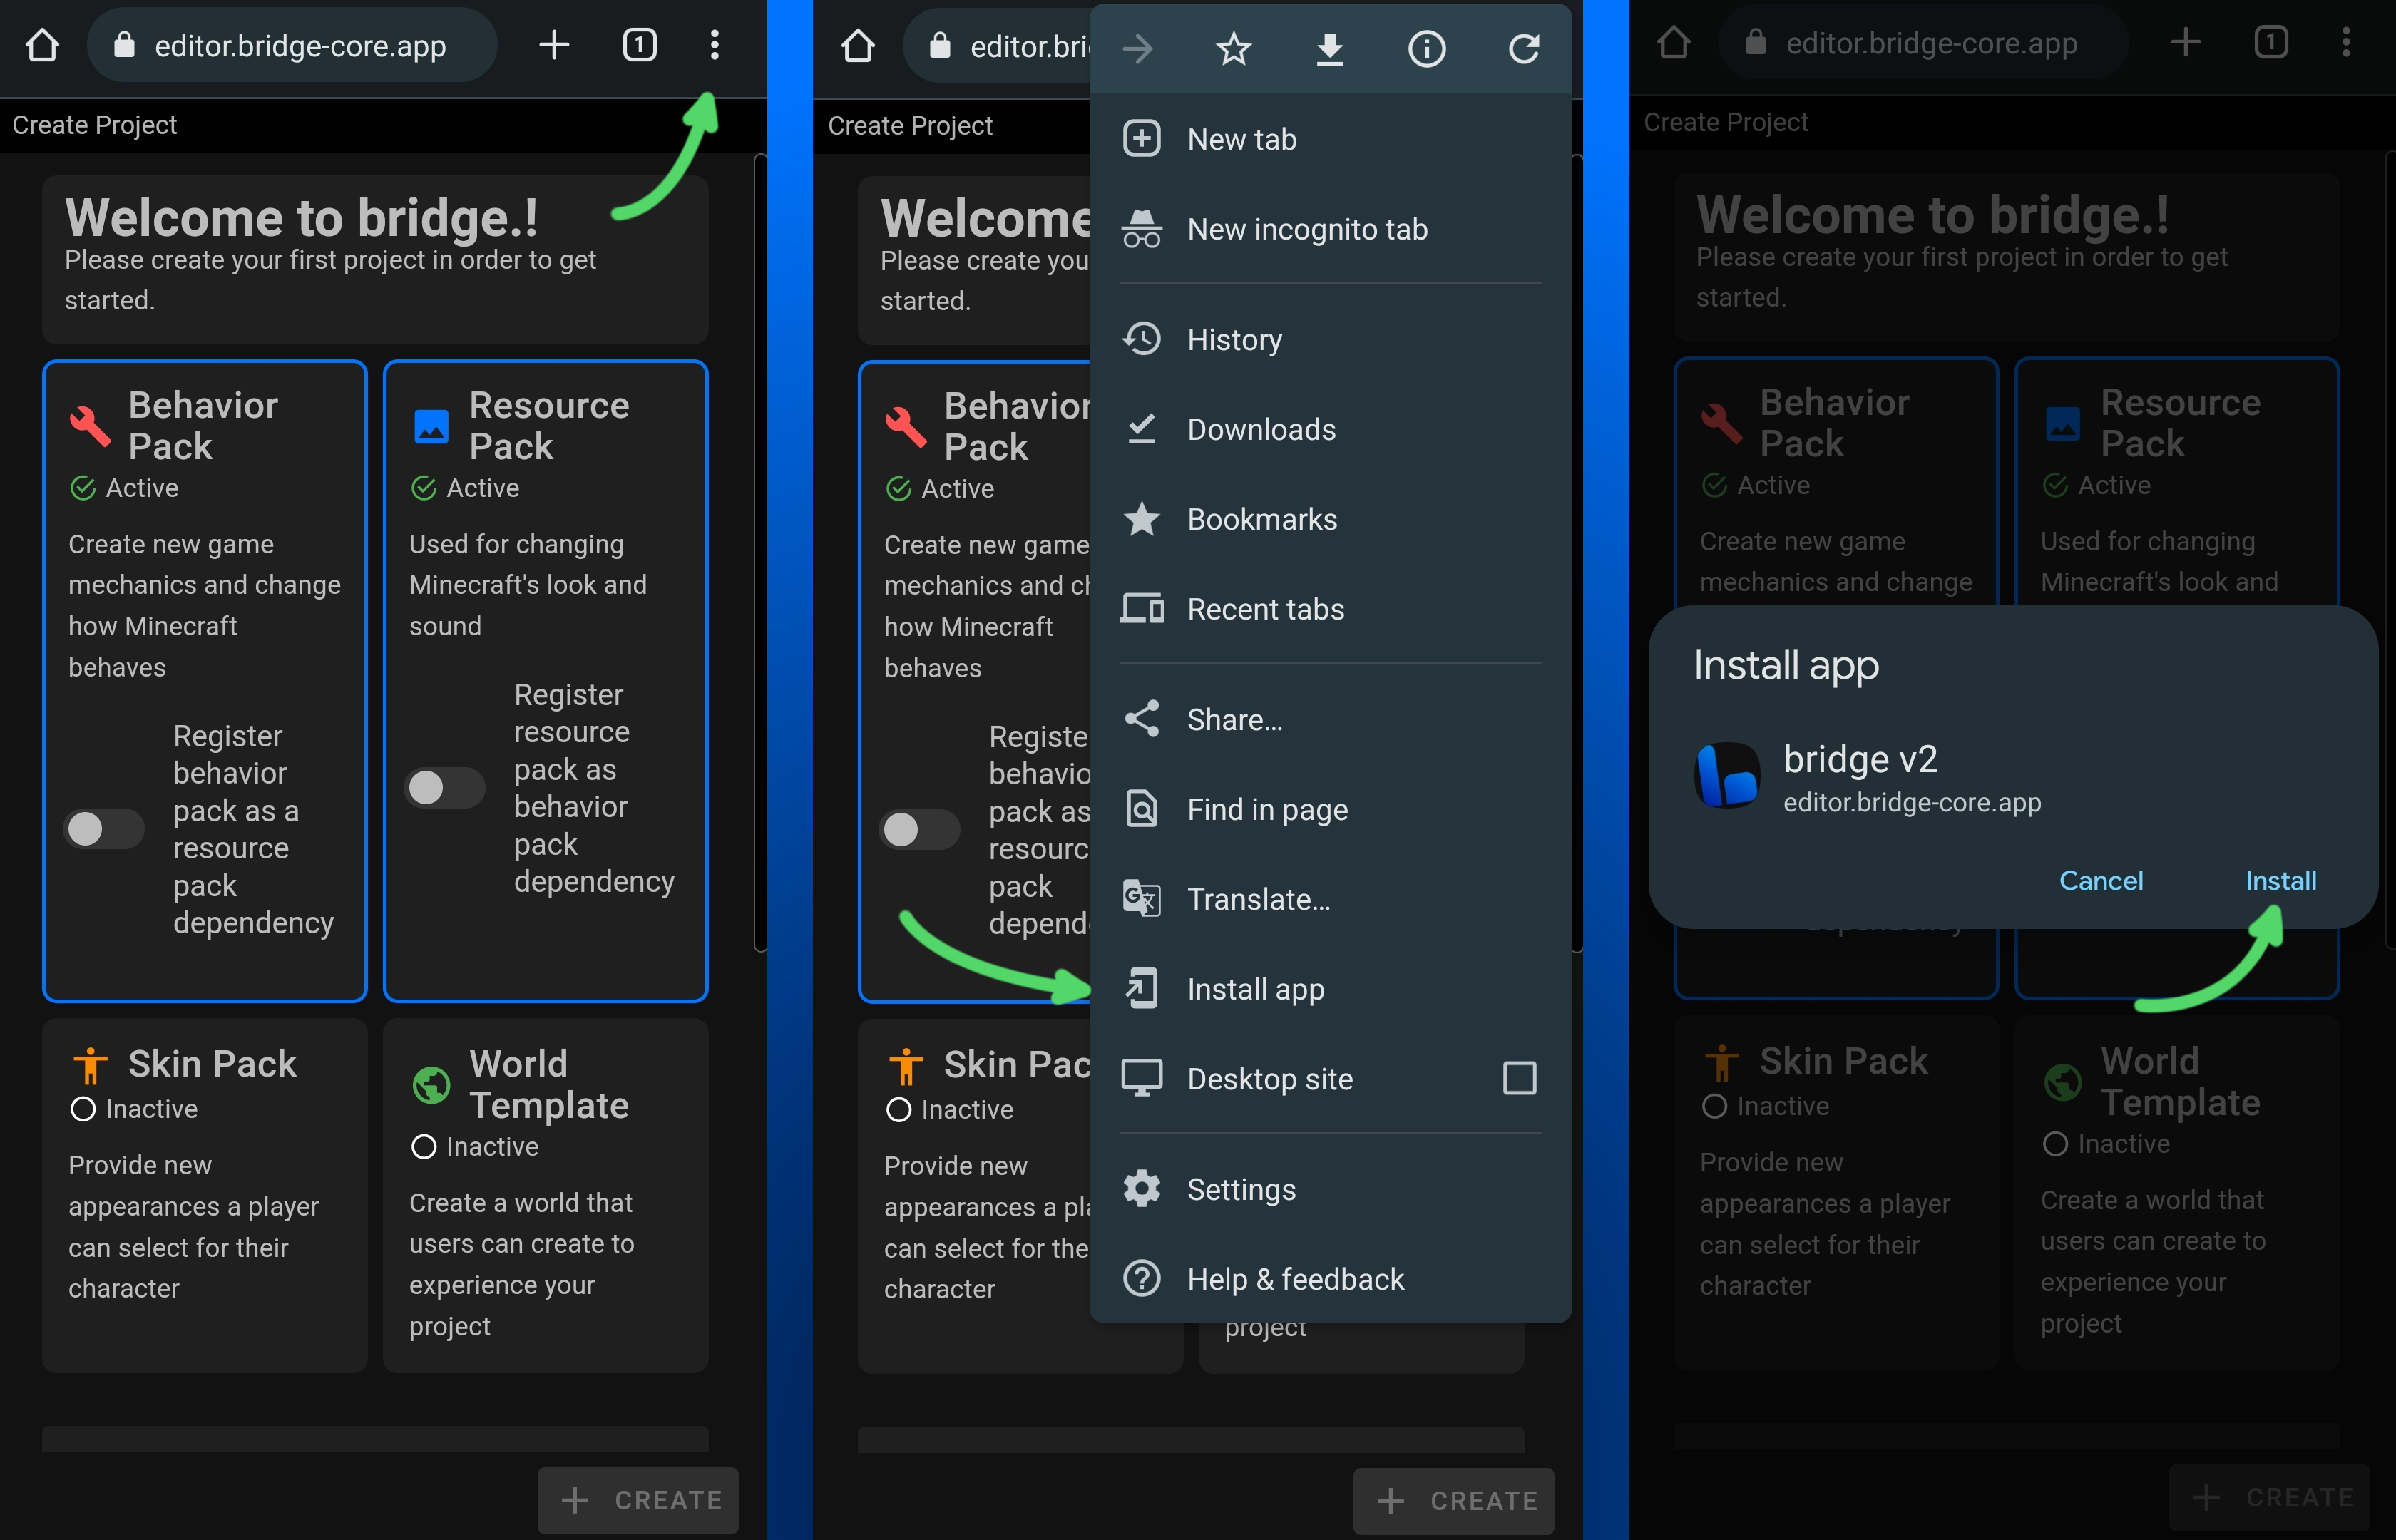 editor.bridge-core.app
1
Create Project
Welcome to bridge.!
Please create your first project in order to get
started.
Behavior
Pack
Active
Create new game
mechanics and change
how Minecraft
behaves
Register
behavior
pack as a
resource
pack
dependency
Resource
Pack
Active
Used for changing
Minecraft's look and
sound
Register
resource
pack as
behavior
pack
dependency
Skin Pack
Inactive
Provide new
appearances a player
can select for their
character
World
Template
Inactive
Create a world that
users can create to
experience your
project
CREATE
editor.bri
Create Project
Welcome
Please create you
started.
Behavior
Pack
Active
Create new game
mechanics and ch
how Minecraft
behaves
Registe
behavio
pack as
resourc
pack
depend
Skin Pac
Inactive
Provide new
appearances a pla
can select for the
character
project
CREATE
New tab
New incognito tab
History
Downloads
Bookmarks
Recent tabs
Share...
Find in page
Translate...
Install app
Desktop site
Settings
Help & feedback
editor.bridge-core.app
1
Create Project
Welcome to bridge.!
Please create your first project in order to get
started.
Behavior
Pack
Active
Create new game
mechanics and change
Resource
Pack
Active
Used for changing
Minecraft's look and
Install app
bridge v2
editor.bridge-core.app
Cancel
Install
dependency
Skin Pack
Inactive
Provide new
appearances a player
can select for their
character
World
Template
Inactive
Create a world that
users can create to
experience your
project
CREATE